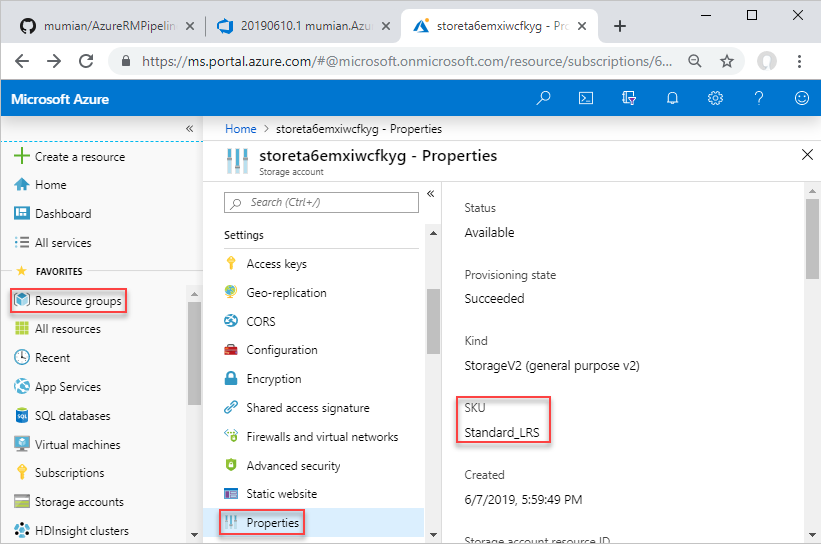 mumian/AzureRMPipelin
20190610.1 mumian.Azure
storeta6emxiwcfkyg - Pro
https://ms.portal.azure.com/#@microsoft.onmicrosoft.com/resource/subscriptions/6...
Microsoft Azure
Create a resource
Home
Dashboard
All services
FAVORITES
Resource groups
All resources
Recent
App Services
SQL databases
Virtual machines
Subscriptions
Storage accounts
HDInsight clusters
Home > storeta6emxiwcfkyg - Properties
storeta6emxiwcfkyg - Properties
Storage account
Search (Ctrl+/)
Settings
Access keys
Geo-replication
CORS
Configuration
Encryption
Shared access signature
Firewalls and virtual networks
Advanced security
Static website
Properties
Status
Available
Provisioning state
Succeeded
Kind
StorageV2 (general purpose v2)
SKU
Standard_LRS
Created
6/7/2019, 5:59:49 PM
Storage account resource ID